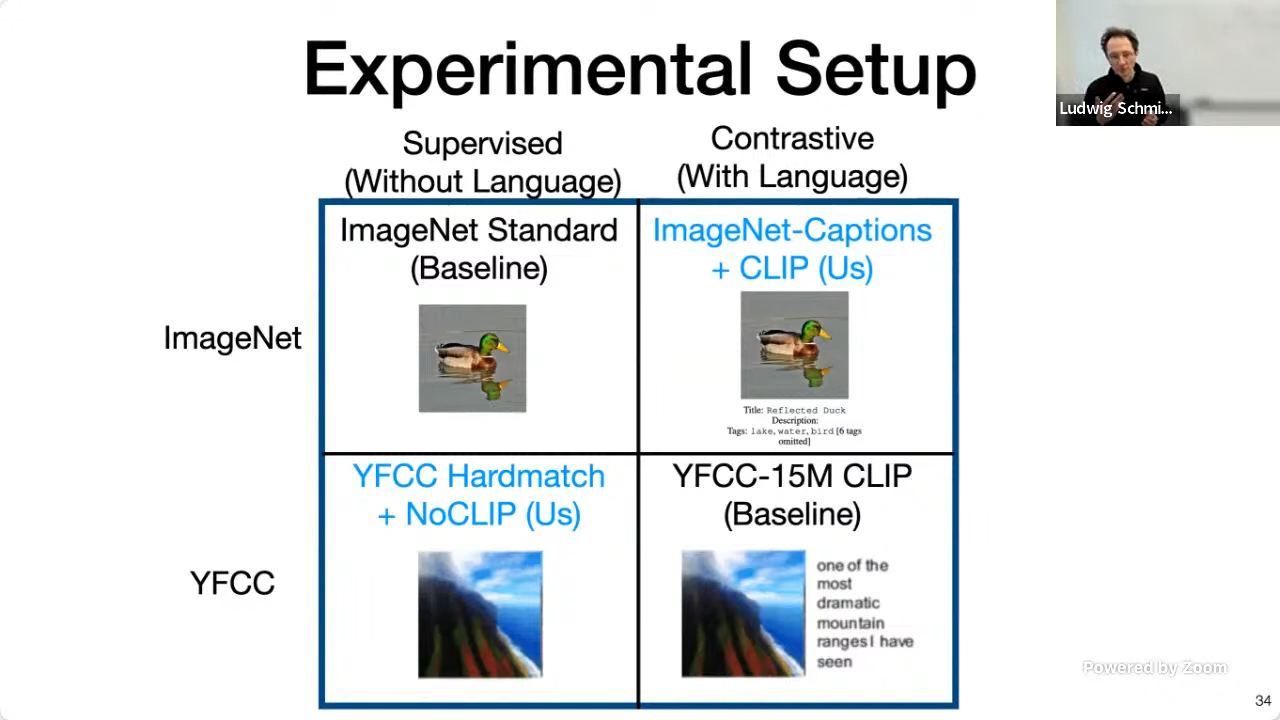 Experimental Setup
Ludwig Schmi...
Supervised
(Without Language)
Contrastive
(With Language)
ImageNet
ImageNet Standard
(Baseline)
ImageNet-Captions
+ CLIP (Us)
Title: Reflected Duck
Description:
Tags: lake, water, bird [6 tags
omitted]
YFCC
YFCC Hardmatch
+ NoCLIP (Us)
YFCC-15M CLIP
(Baseline)
one of the
most
dramatic
mountain
ranges I have
seen
Powered by Zoom
34